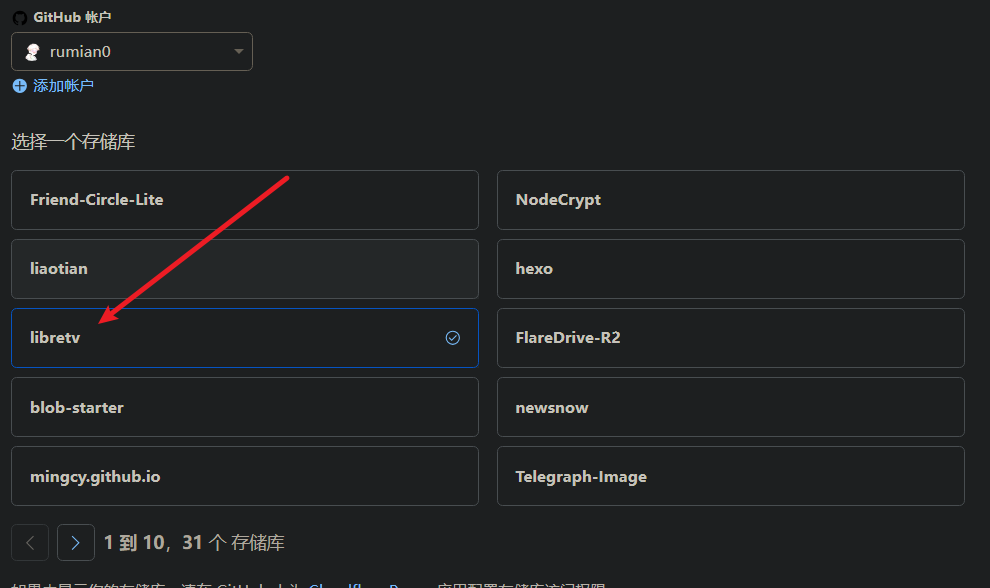 GitHub 帐户
rumian0
添加帐户
选择一个存储库
Friend-Circle-Lite
NodeCrypt
liaotian
hexo
libretv
FlareDrive-R2
blob-starter
newsnow
mingcy.github.io
Telegraph-Image
1 到 10，31 个 存储库